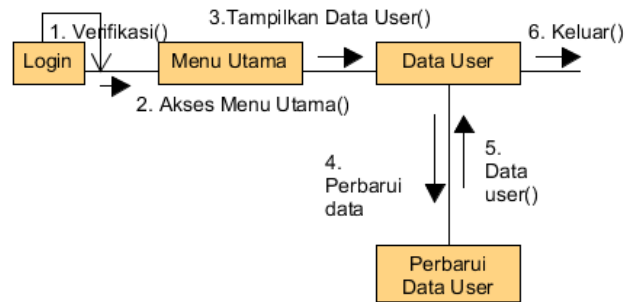 3.Tampilkan Data User()
1. Verifikasi()
6. Keluar()
Login
Menu Utama
Data User
2. Akses Menu Utama()
4.
Perbarui
data
5.
Data
user()
Perbarui
Data User